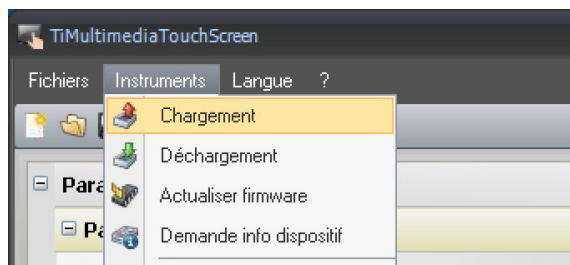 TiMultimediaTouchScreen
Fichiers Instruments Langue ?
Chargement
Déchargement
Actualiser firmware
Demande info dispositif